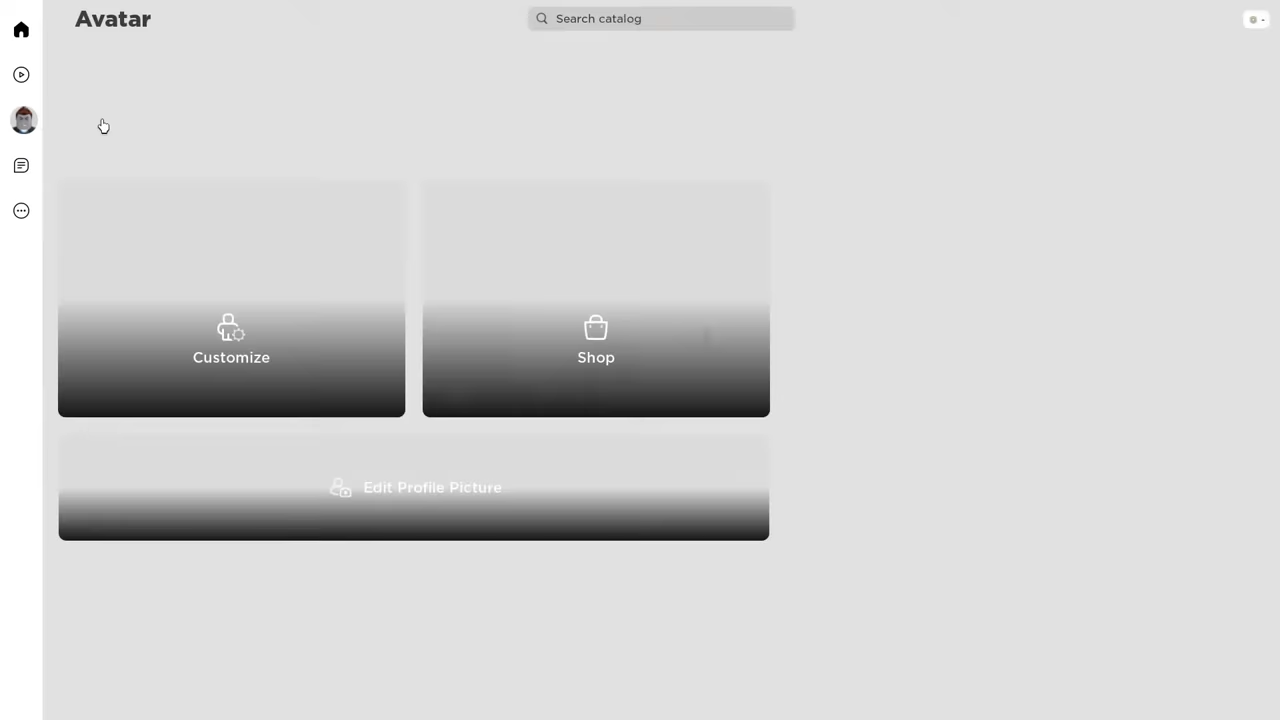 Avatar
Search catalog
Customize
Shop
Edit Profile Picture